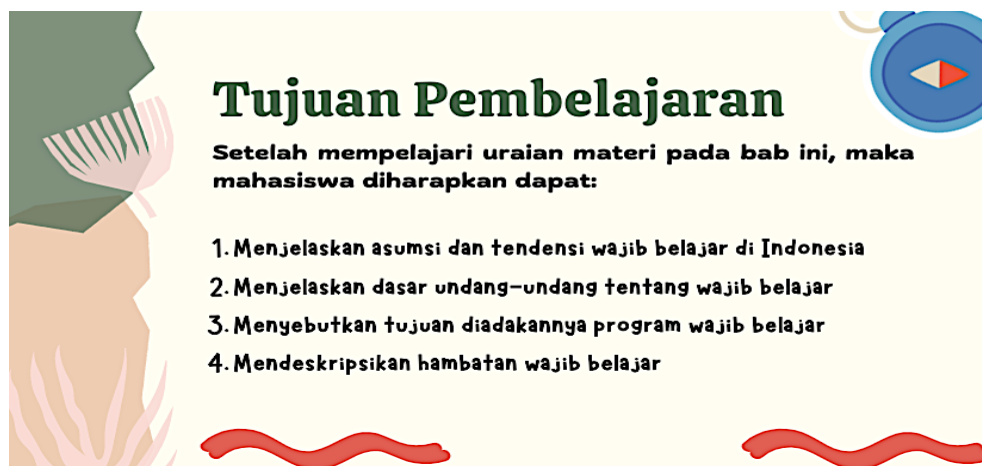 Tujuan Pembelajaran
Setelah mempelajari uraian materi pada bab ini, maka
mahasiswa diharapkan dapat:
1. Menjelaskan asumsi dan tendensi wajib belajar di Indonesia
2. Menjelaskan dasar undang-undang tentang wajib belajar
3. Menyebutkan tujuan diadakannya program wajib belajar
4. Mendeskripsikan hambatan wajib belajar